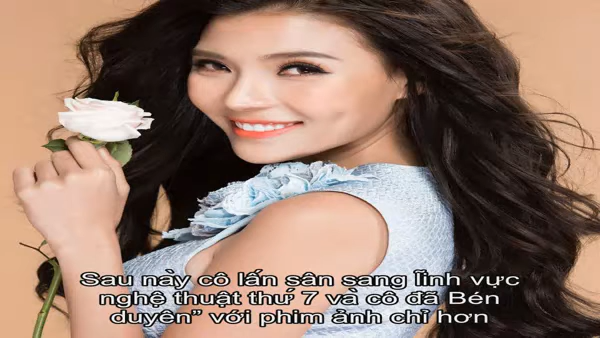 Sau này cô lấn sân sang lĩnh vực
nghệ thuật thứ 7 và cô đã Bén
duyên” với phim ảnh chỉ hơn